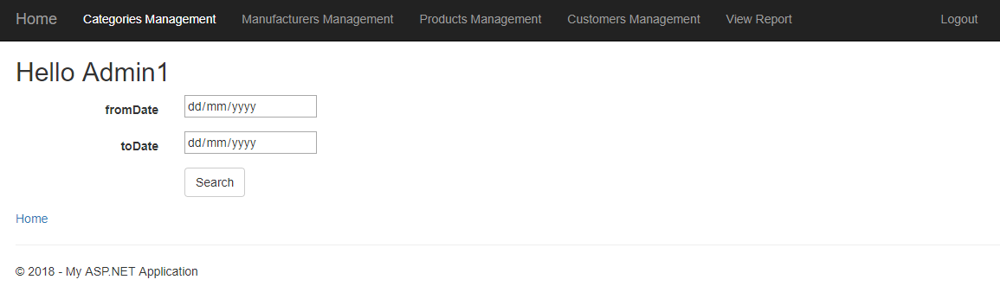 Home Categories Management Manufacturers Management Products Management Customers Management View Report Logout
Hello Admin1
fromDate dd/mm/yyyy
toDate dd/mm/yyyy
Search
Home
© 2018 - My ASP.NET Application